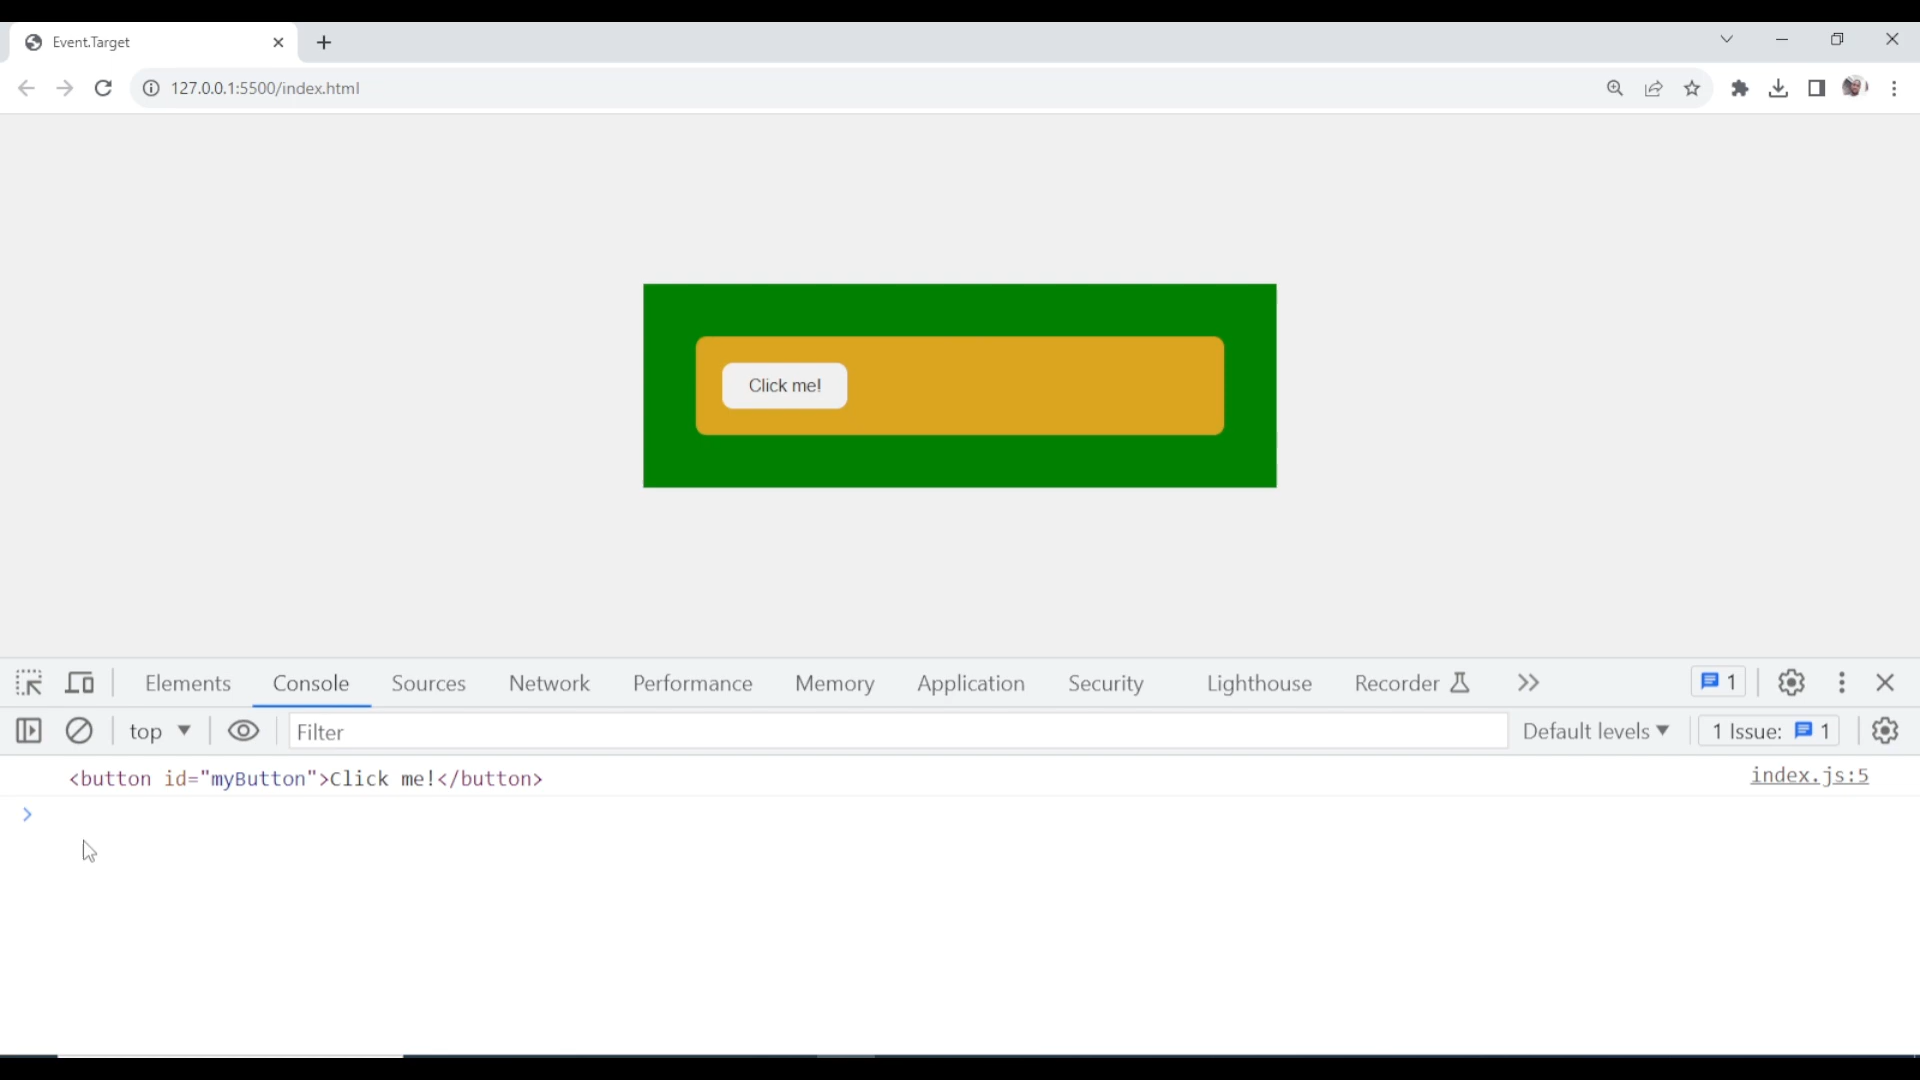 Event.Target
127.0.0.1:5500/index.html
Click me!
Elements Console Sources Network Performance Memory Application Security Lighthouse Recorder 1
top Filter Default levels 1 Issue: 1
<button id="myButton">Click me!</button> index.js:5